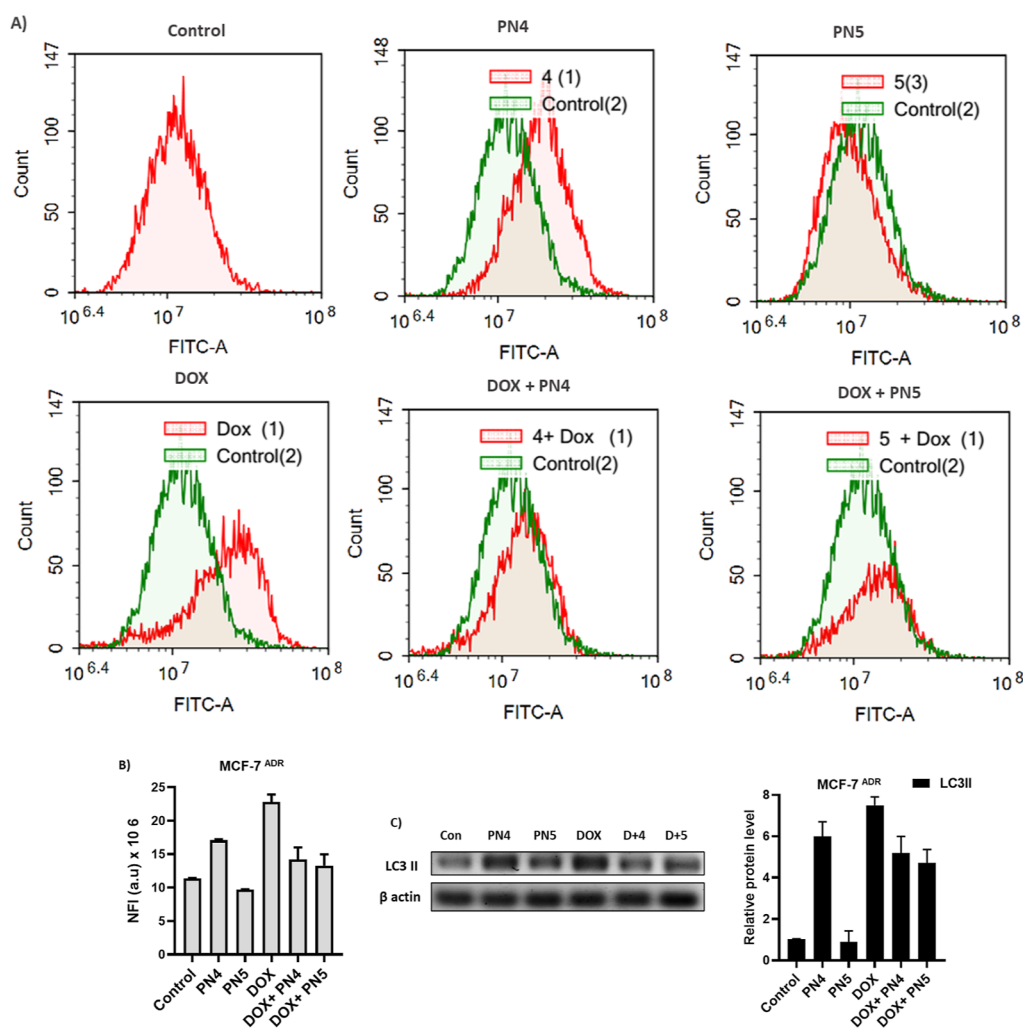 A)
Control
147
100
50
0
Count
10 6.4
10 7
10 8
FITC-A
PN4
148
100
50
0
Count
4 (1)
Control(2)
10 6.4
10 7
10 8
FITC-A
PN5
147
100
50
0
Count
5(3)
Control(2)
10 6.4
10 7
10 8
FITC-A
DOX
147
100
50
0
Count
Dox (1)
Control(2)
10 6.4
10 7
10 8
FITC-A
DOX + PN4
147
100
50
0
Count
4+ Dox (1)
Control(2)
10 6.4
10 7
10 8
FITC-A
DOX + PN5
147
100
50
0
Count
5 + Dox (1)
Control(2)
10 6.4
10 7
10 8
FITC-A
B)
MCF-7 ADR
NFI (a.u) x 10 6
25
20
15
10
5
0
Control
PN4
PN5
DOX
DOX+ PN4
DOX+ PN5
C)
Con PN4 PN5 DOX D+4 D+5
LC3 II
β actin
MCF-7 ADR
LC3II
Relative protein level
8
6
4
2
0
Control
PN4
PN5
DOX
DOX+ PN4
DOX+ PN5